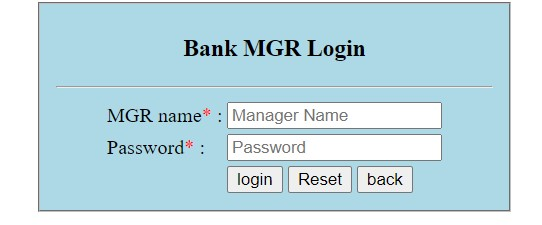 Bank MGR Login
MGR name* : Manager Name
Password* : Password
login Reset back